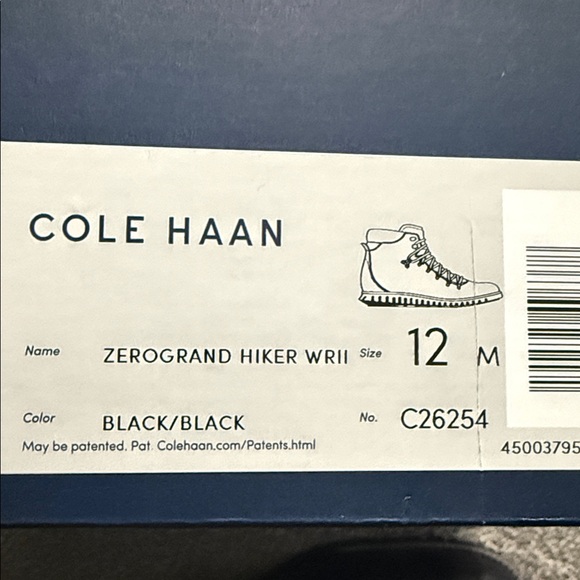 COLE HAAN
Name ZEROGRAND HIKER WRII Size 12 M
Color BLACK/BLACK No. C26254
May be patented. Pat. Colehaan.com/Patents.html
45003795